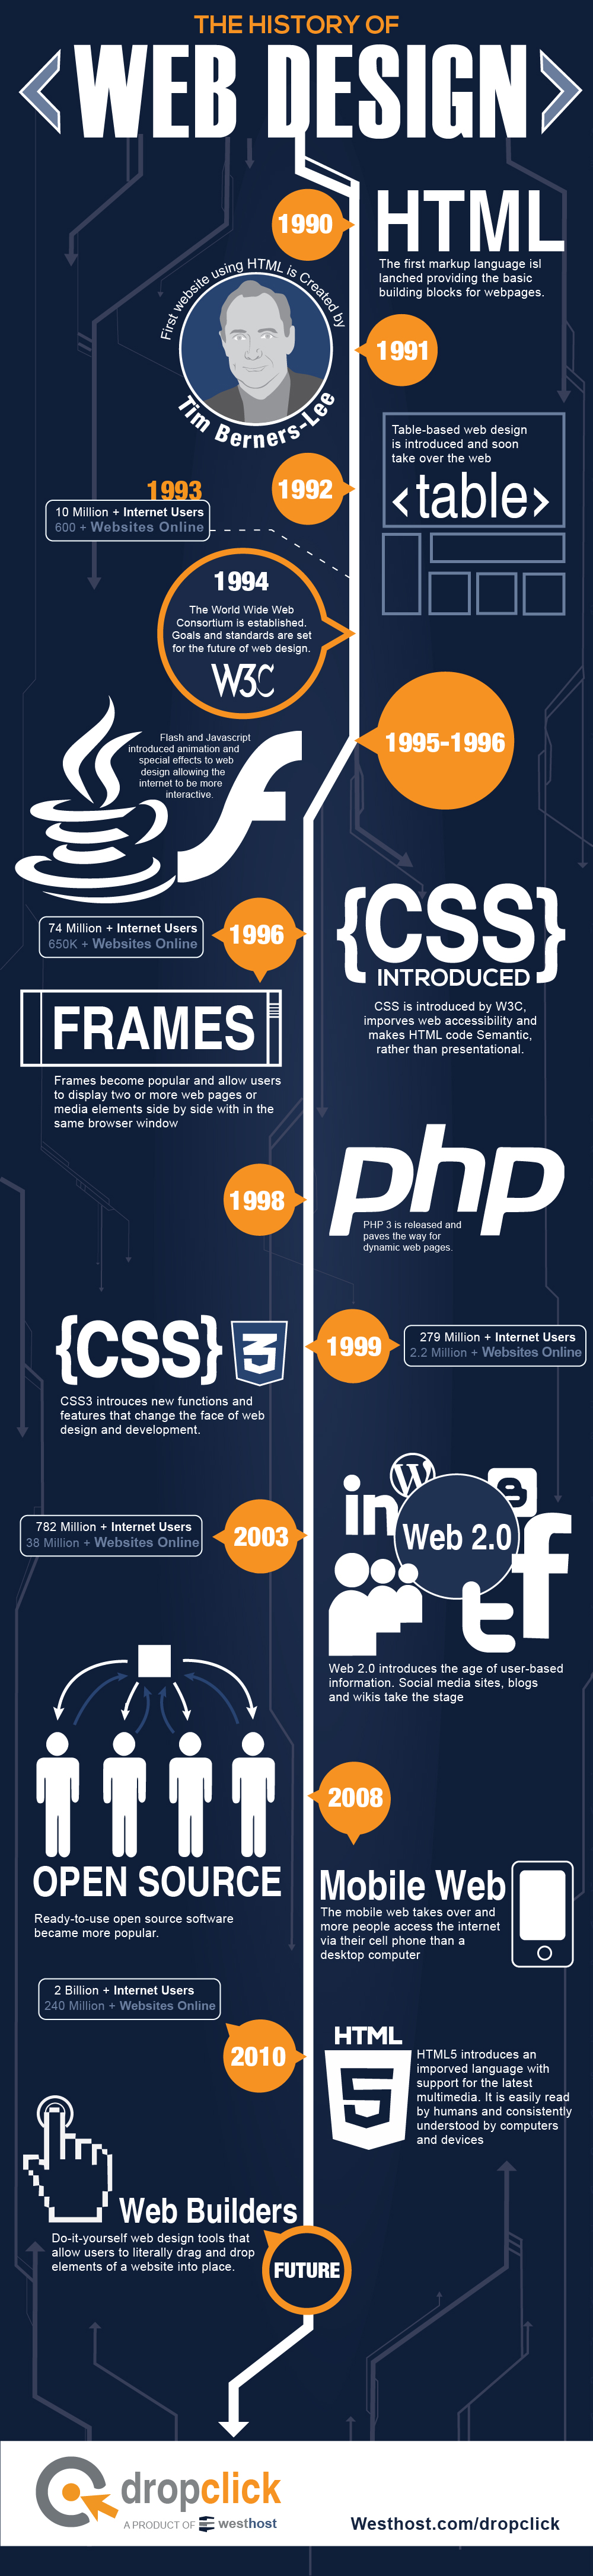 THE HISTORY OF
WEB DESIGN
1990
HTML
The first markup language isl
lanched providing the basic
building blocks for webpages.
First website using HTML is Created by
Tim Berners-Lee
1991
Table-based web design
is introduced and soon
take over the web
<table>
1992
1993
10 Million + Internet Users
600 + Websites Online
1994
The World Wide Web
Consortium is established.
Goals and standards are set
for the future of web design.
W3C
1995-1996
Flash and Javascript
introduced animation and
special effects to web
design allowing the
internet to be more
interactive.
f
1996
74 Million + Internet Users
650K + Websites Online
{CSS}
INTRODUCED
CSS is introduced by W3C,
imporves web accessibility and
makes HTML code Semantic,
rather than presentational.
FRAMES
Frames become popular and allow users
to display two or more web pages or
media elements side by side with in the
same browser window
1998
php
PHP 3 is released and
paves the way for
dynamic web pages.
{CSS} 3
CSS3 introuces new functions and
features that change the face of web
design and development.
1999
279 Million + Internet Users
2.2 Million + Websites Online
782 Million + Internet Users
38 Million + Websites Online
2003
in
W
B
Web 2.0
f
t
Web 2.0 introduces the age of user-based
information. Social media sites, blogs
and wikis take the stage
OPEN SOURCE
Ready-to-use open source software
became more popular.
2008
Mobile Web
The mobile web takes over and
more people access the internet
via their cell phone than a
desktop computer
2 Billion + Internet Users
240 Million + Websites Online
2010
HTML
5
HTML5 introduces an
imporved language with
support for the latest
multimedia. It is easily read
by humans and consistently
understood by computers
and devices
Web Builders
Do-it-yourself web design tools that
allow users to literally drag and drop
elements of a website into place.
FUTURE
dropclick
A PRODUCT OF westhost
Westhost.com/dropclick